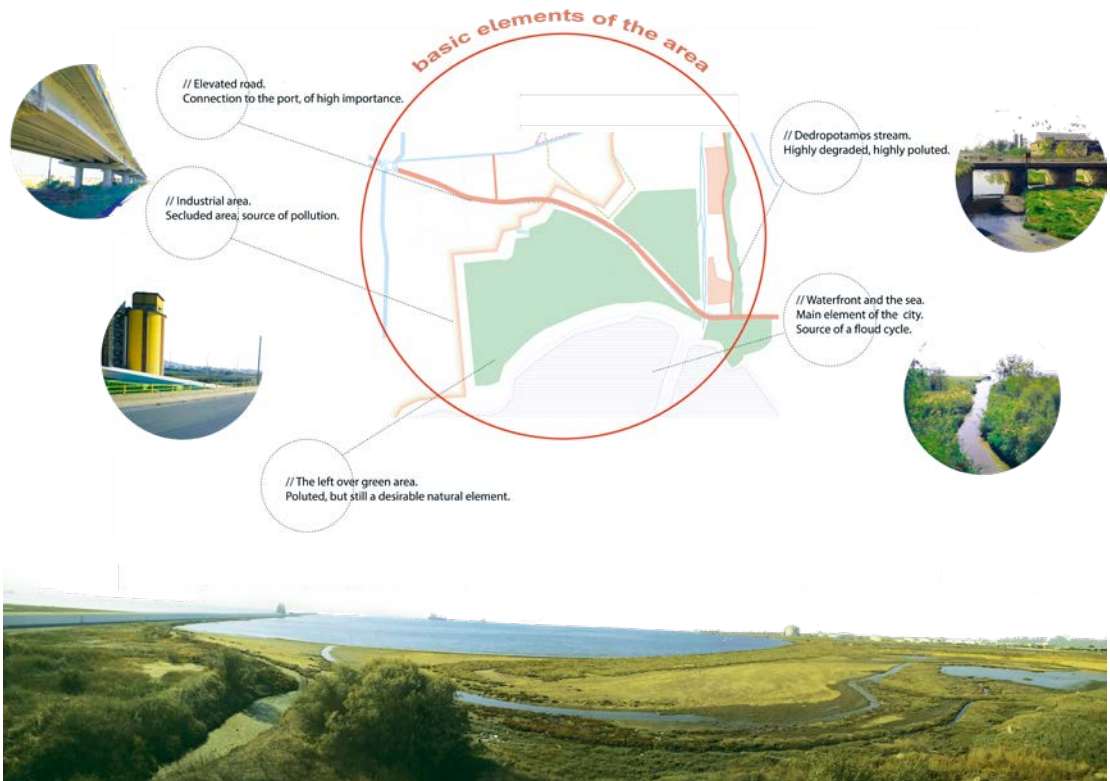 basic elements of the area
// Elevated road.
Connection to the port, of high importance.
// Industrial area.
Secluded area, source of pollution.
// Dedropotamos stream.
Highly degraded, highly poluted.
// Waterfront and the sea.
Main element of the city.
Source of a floud cycle.
// The left over green area.
Poluted, but still a desirable natural element.